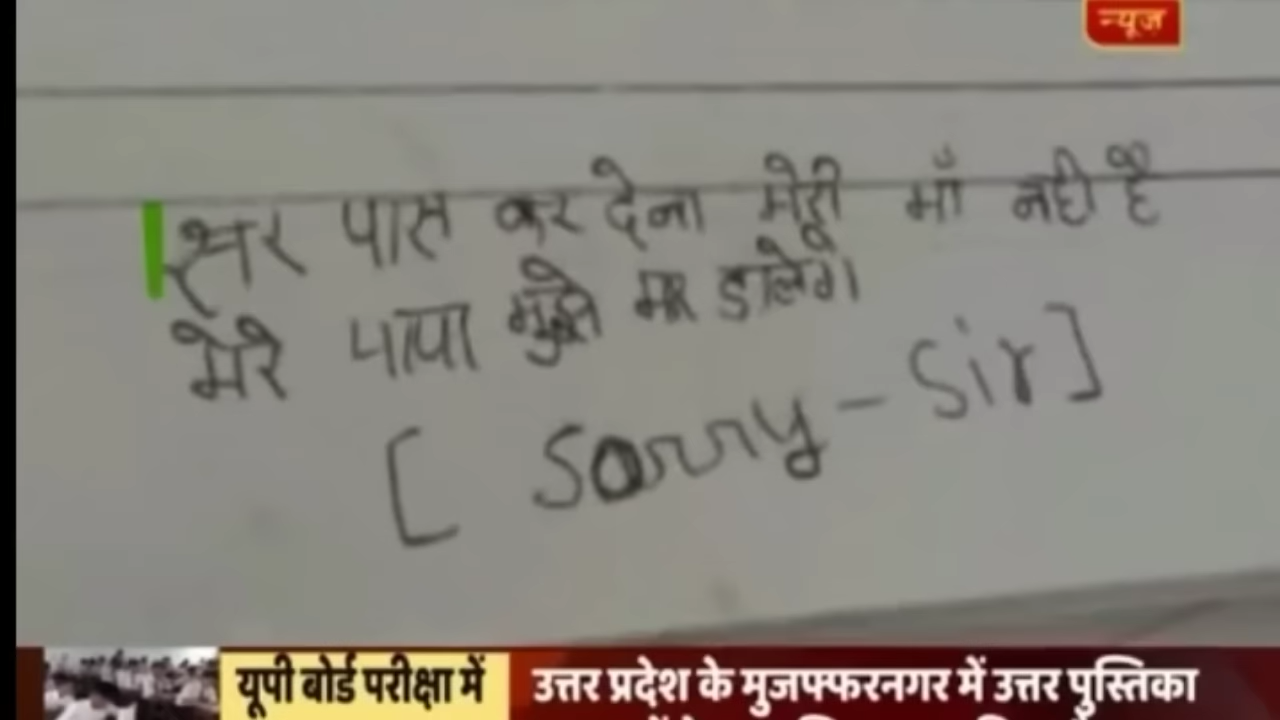 न्यूज़
सर पास कर देना मेरी माँ नही है
मेरे पापा मुझे मार डालेगे।
[ Sorry - Sir ]
यूपी बोर्ड परीक्षा में
उत्तर प्रदेश के मुजफ्फरनगर में उत्तर पुस्तिका